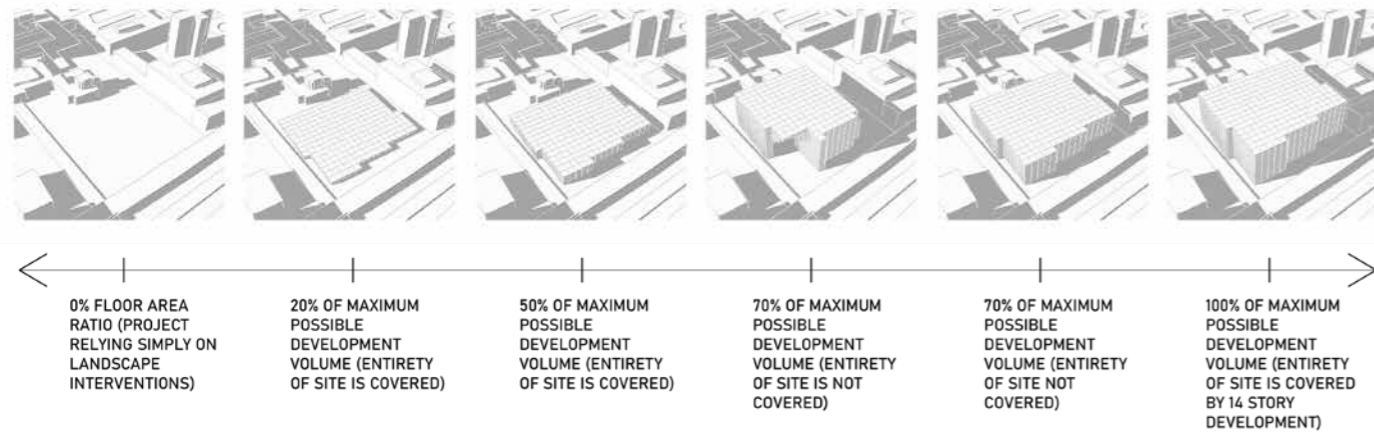 0% FLOOR AREA
RATIO (PROJECT
RELYING SIMPLY ON
LANDSCAPE
INTERVENTIONS)
20% OF MAXIMUM
POSSIBLE
DEVELOPMENT
VOLUME (ENTIRETY
OF SITE IS COVERED)
50% OF MAXIMUM
POSSIBLE
DEVELOPMENT
VOLUME (ENTIRETY
OF SITE IS COVERED)
70% OF MAXIMUM
POSSIBLE
DEVELOPMENT
VOLUME (ENTIRETY
OF SITE IS NOT
COVERED)
70% OF MAXIMUM
POSSIBLE
DEVELOPMENT
VOLUME (ENTIRETY
OF SITE NOT
COVERED)
100% OF MAXIMUM
POSSIBLE
DEVELOPMENT
VOLUME (ENTIRETY
OF SITE IS COVERED
BY 14 STORY
DEVELOPMENT)